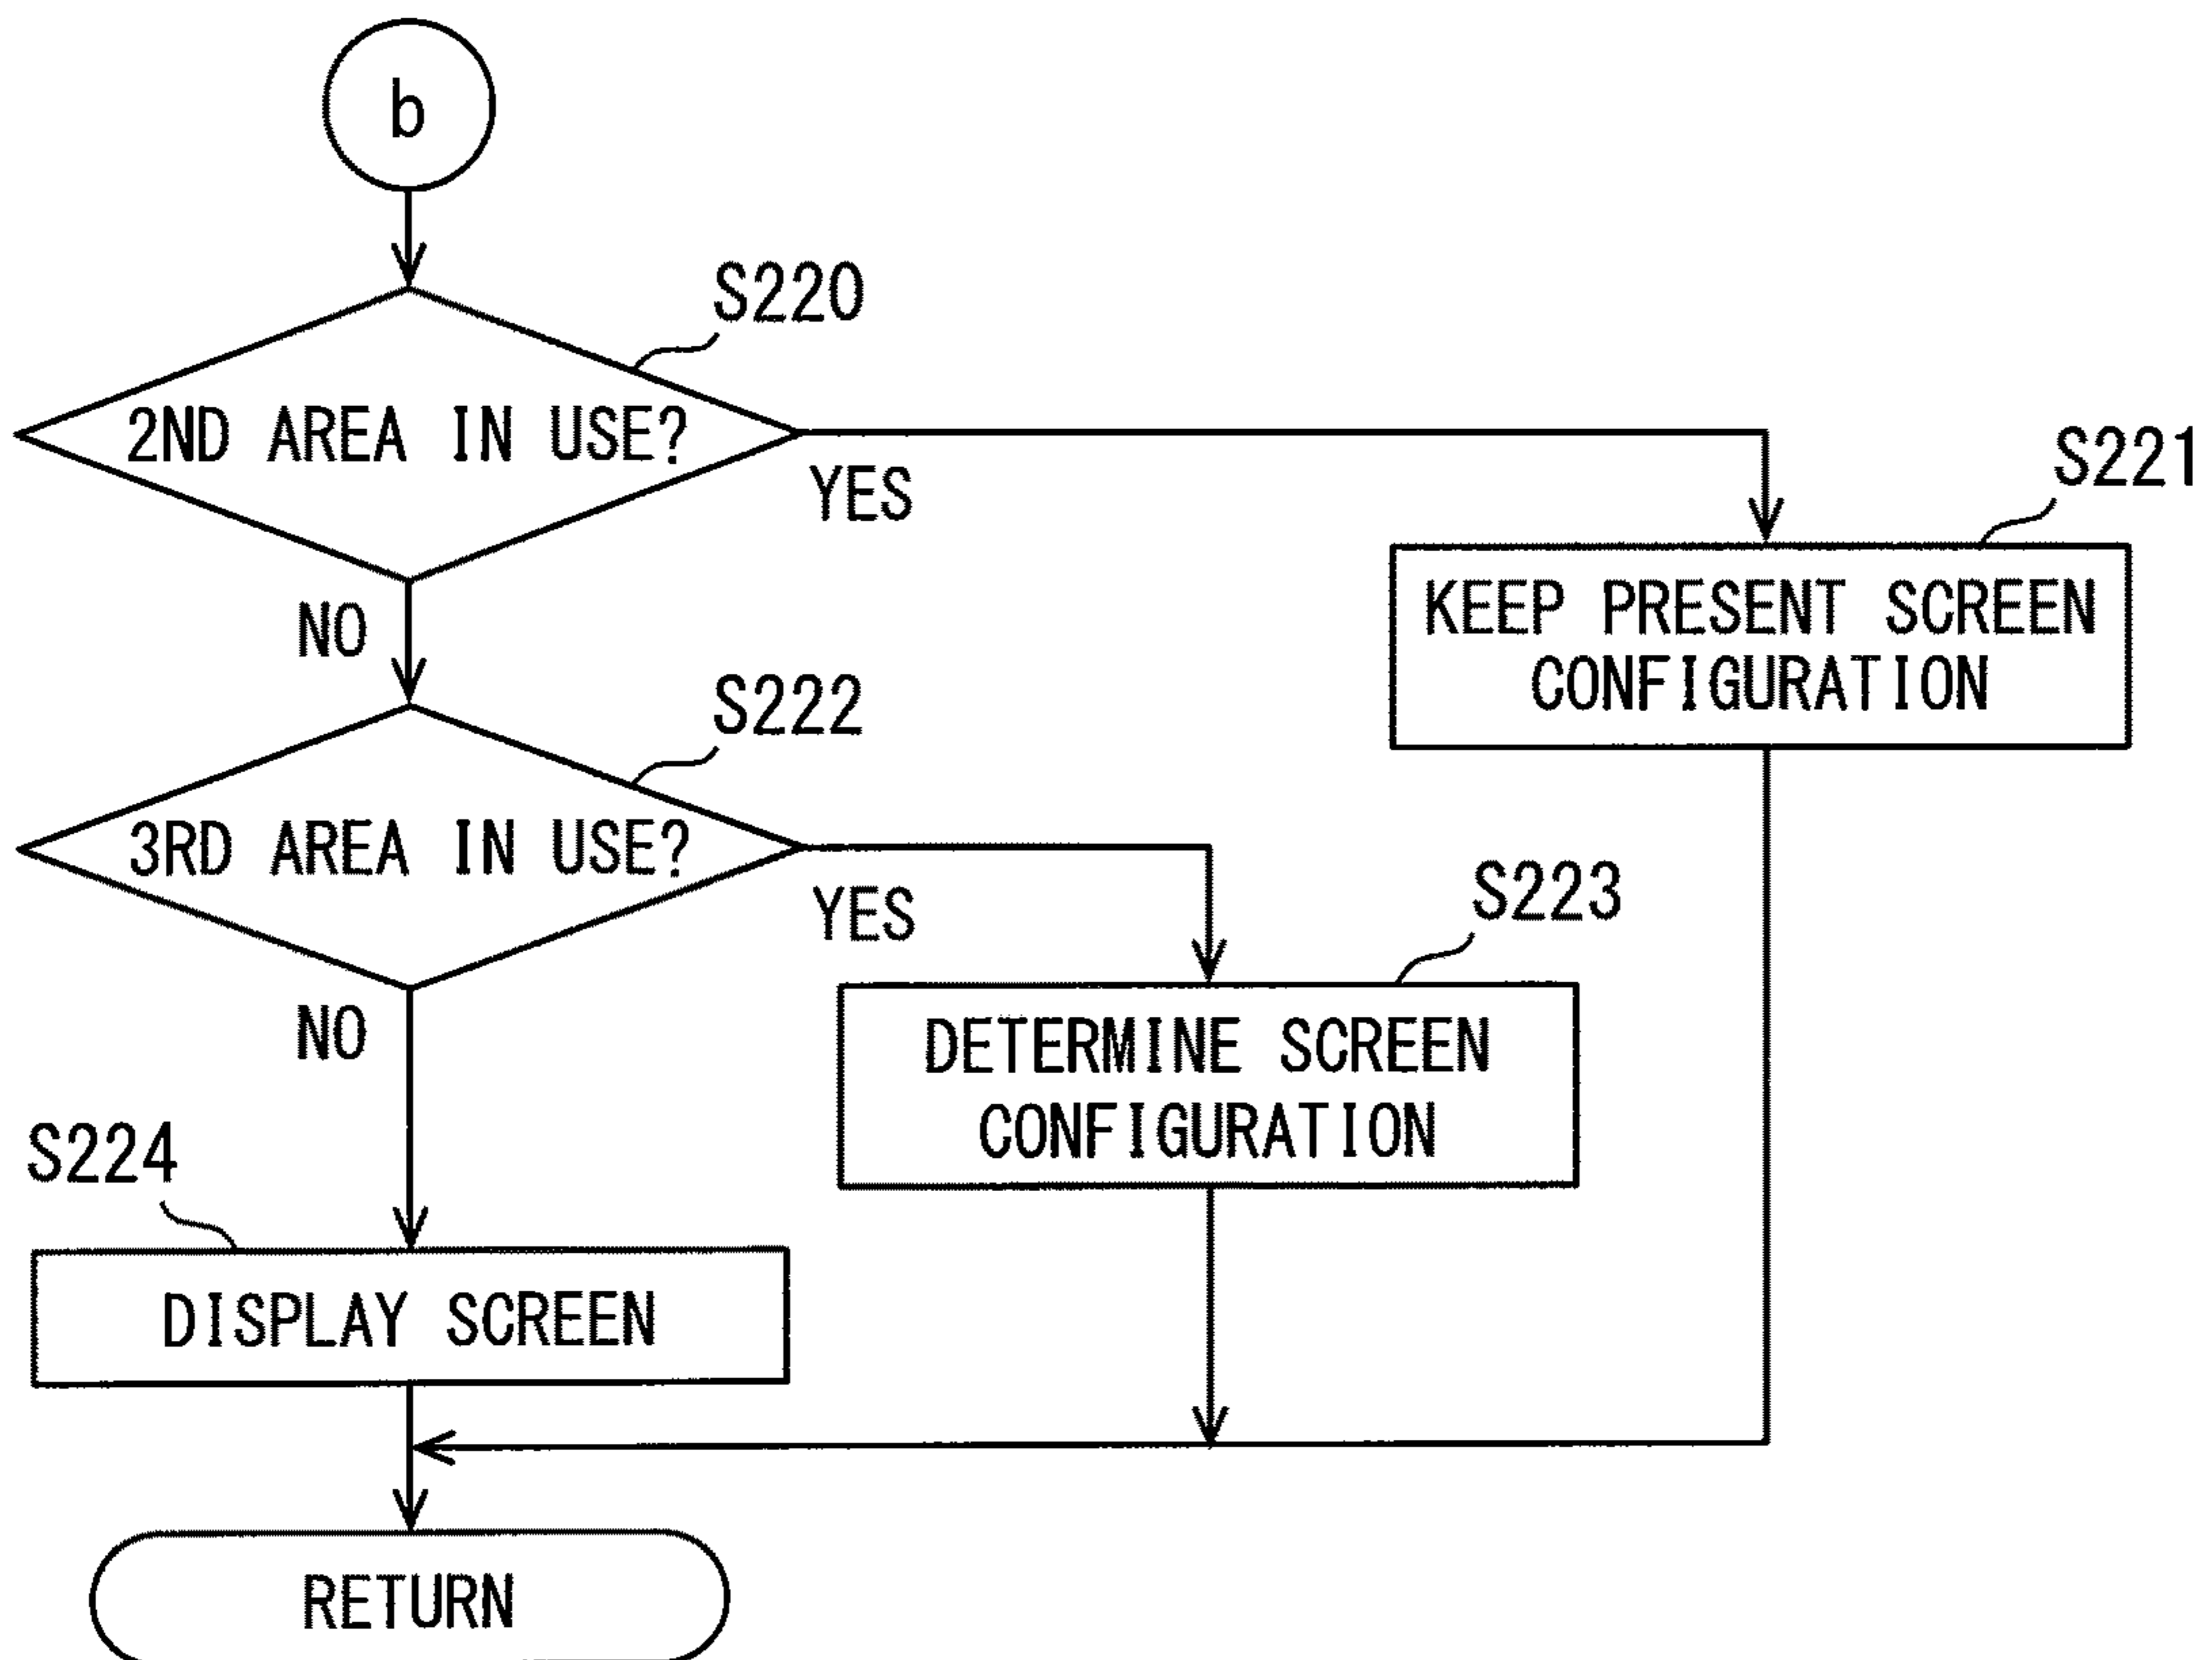 b
S220
2ND AREA IN USE?
YES
S221
KEEP PRESENT SCREEN
CONFIGURATION
NO
S222
3RD AREA IN USE?
YES
S223
DETERMINE SCREEN
CONFIGURATION
NO
S224
DISPLAY SCREEN
RETURN